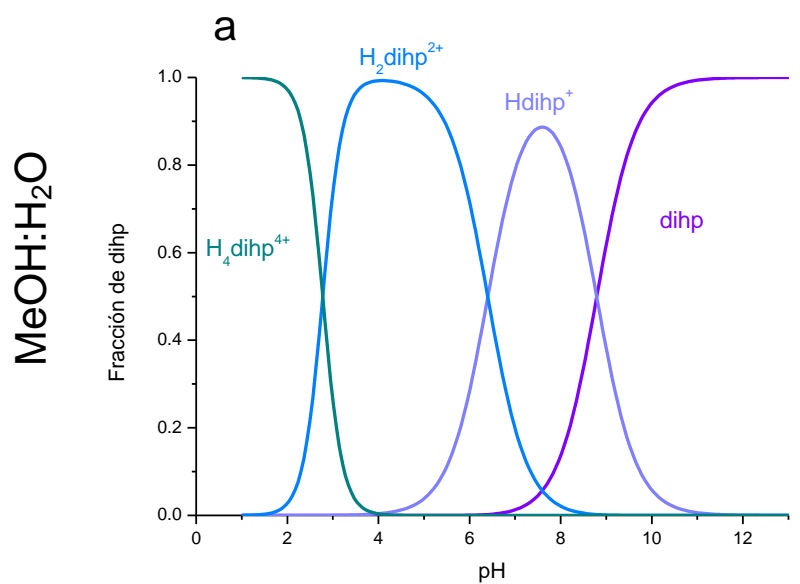 a
MeOH:H₂O
H₂dihp²⁺
Hdihp⁺
dihp
H₄dihp⁴⁺
Fracción de dihp
1.0
0.8
0.6
0.4
0.2
0.0
0 2 4 6 8 10 12
pH